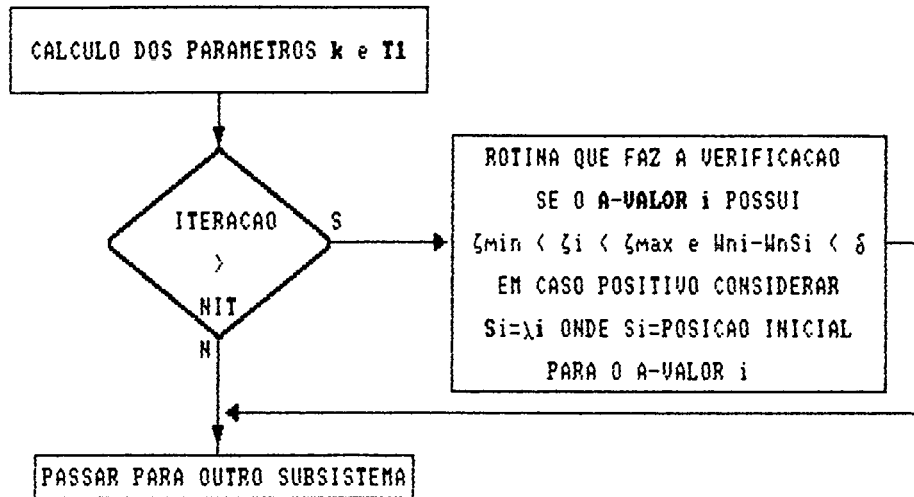 CALCULO DOS PARAMETROS k e T1
ITERACAO
>
NIT
S
N
ROTINA QUE FAZ A VERIFICACAO
SE O A-VALOR i POSSUI
ζmin < ζi < ζmax e Wni-WnSi < δ
EM CASO POSITIVO CONSIDERAR
Si=λi ONDE Si=POSICAO INICIAL
PARA O A-VALOR i
PASSAR PARA OUTRO SUBSISTEMA